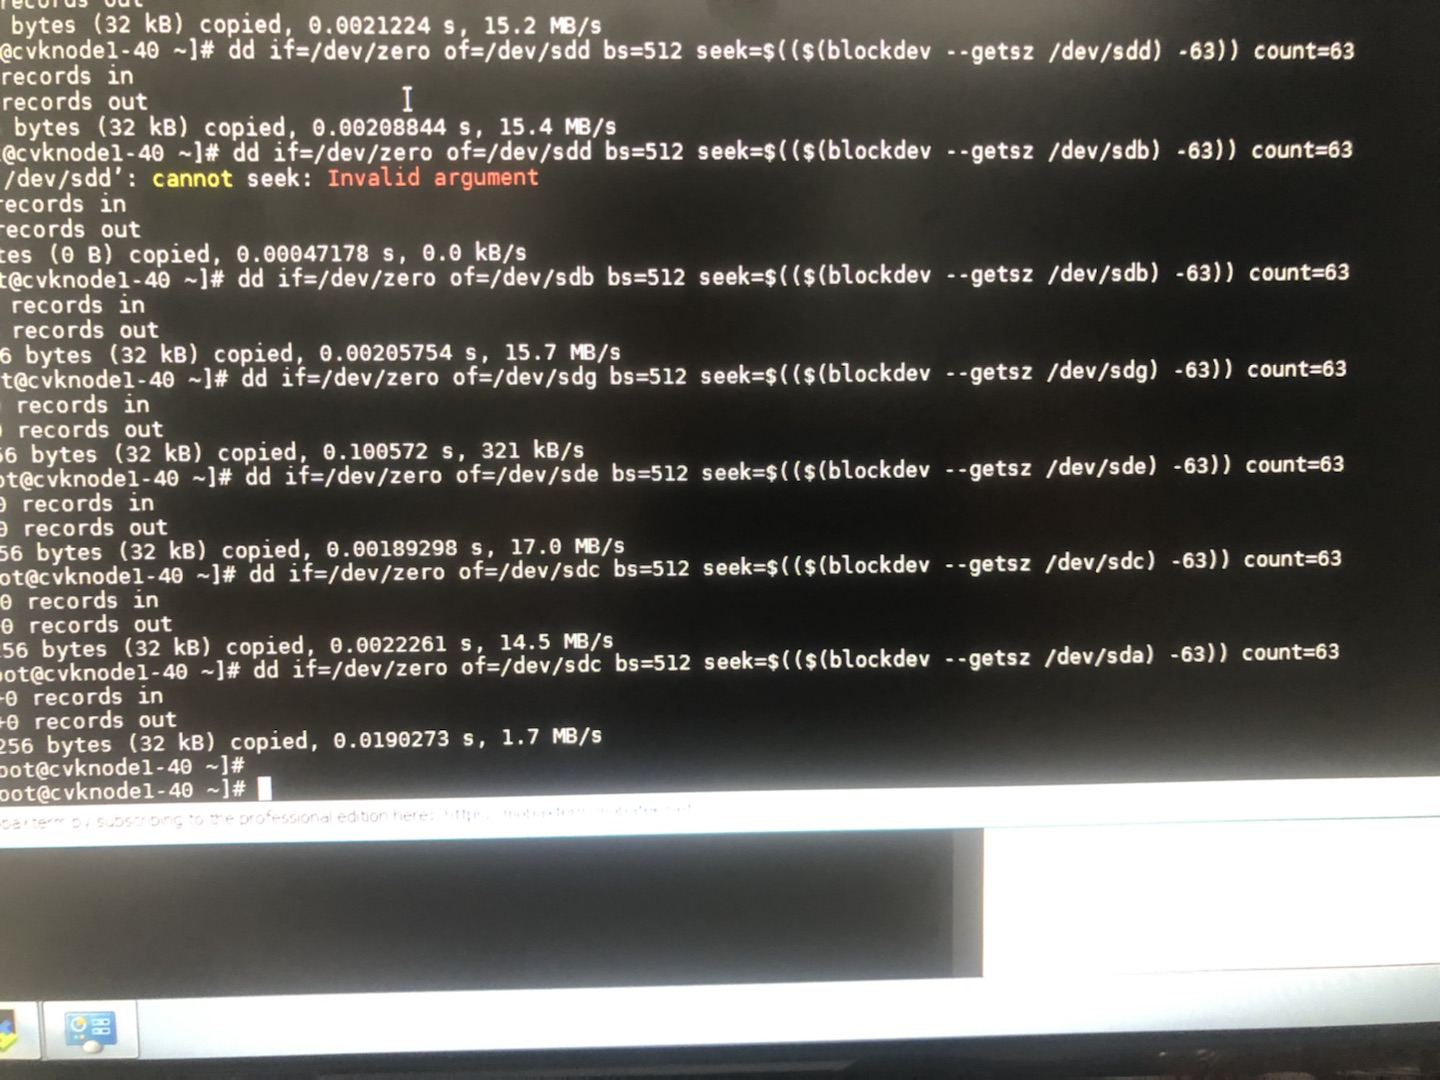 records out
bytes (32 kB) copied, 0.0021224 s, 15.2 MB/s
@cvknode1-40 ~]# dd if=/dev/zero of=/dev/sdd bs=512 seek=$(($(blockdev --getsz /dev/sdd) -63)) count=63
records in
records out
bytes (32 kB) copied, 0.00208844 s, 15.4 MB/s
@cvknode1-40 ~]# dd if=/dev/zero of=/dev/sdd bs=512 seek=$(($(blockdev --getsz /dev/sdb) -63)) count=63
/dev/sdd’: cannot seek: Invalid argument
records in
records out
tes (0 B) copied, 0.00047178 s, 0.0 kB/s
t@cvknode1-40 ~]# dd if=/dev/zero of=/dev/sdb bs=512 seek=$(($(blockdev --getsz /dev/sdb) -63)) count=63
records in
records out
6 bytes (32 kB) copied, 0.00205754 s, 15.7 MB/s
t@cvknode1-40 ~]# dd if=/dev/zero of=/dev/sdg bs=512 seek=$(($(blockdev --getsz /dev/sdg) -63)) count=63
records in
records out
56 bytes (32 kB) copied, 0.100572 s, 321 kB/s
ot@cvknode1-40 ~]# dd if=/dev/zero of=/dev/sde bs=512 seek=$(($(blockdev --getsz /dev/sde) -63)) count=63
0 records in
0 records out
56 bytes (32 kB) copied, 0.00189298 s, 17.0 MB/s
ot@cvknode1-40 ~]# dd if=/dev/zero of=/dev/sdc bs=512 seek=$(($(blockdev --getsz /dev/sdc) -63)) count=63
0 records in
0 records out
256 bytes (32 kB) copied, 0.0022261 s, 14.5 MB/s
oot@cvknode1-40 ~]# dd if=/dev/zero of=/dev/sdc bs=512 seek=$(($(blockdev --getsz /dev/sda) -63)) count=63
+0 records in
+0 records out
256 bytes (32 kB) copied, 0.0190273 s, 1.7 MB/s
oot@cvknode1-40 ~]#
oot@cvknode1-40 ~]#
by subscribing to the professional edition here: